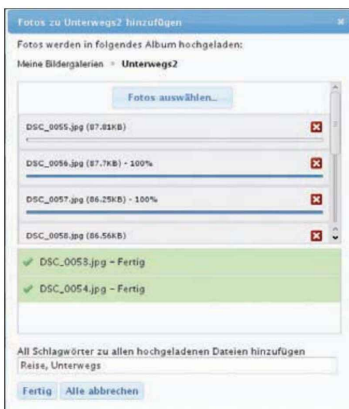 Fotos zu Unterwegs2 hinzufügen
Fotos werden in folgendes Album hochgeladen:
Meine Bildergalerien Unterwegs2
Fotos auswählen...
DSC_0055.jpg (87.81KB)
DSC_0056.jpg (87.7KB) - 100%
DSC_0057.jpg (86.25KB) - 100%
DSC_0058.jpg (86.56KB)
DSC_0053.jpg - Fertig
DSC_0054.jpg - Fertig
All Schlagwörter zu allen hochgeladenen Dateien hinzufügen
Reise, Unterwegs
Fertig Alle abbrechen